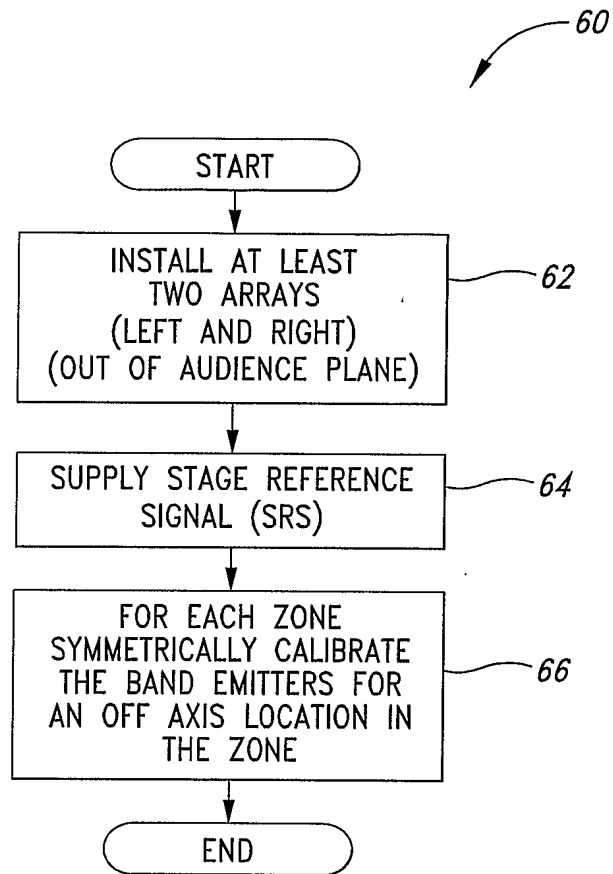 60
START
INSTALL AT LEAST
TWO ARRAYS
(LEFT AND RIGHT)
(OUT OF AUDIENCE PLANE)
62
SUPPLY STAGE REFERENCE
SIGNAL (SRS)
64
FOR EACH ZONE
SYMMETRICALLY CALIBRATE
THE BAND EMITTERS FOR
AN OFF AXIS LOCATION IN
THE ZONE
66
END